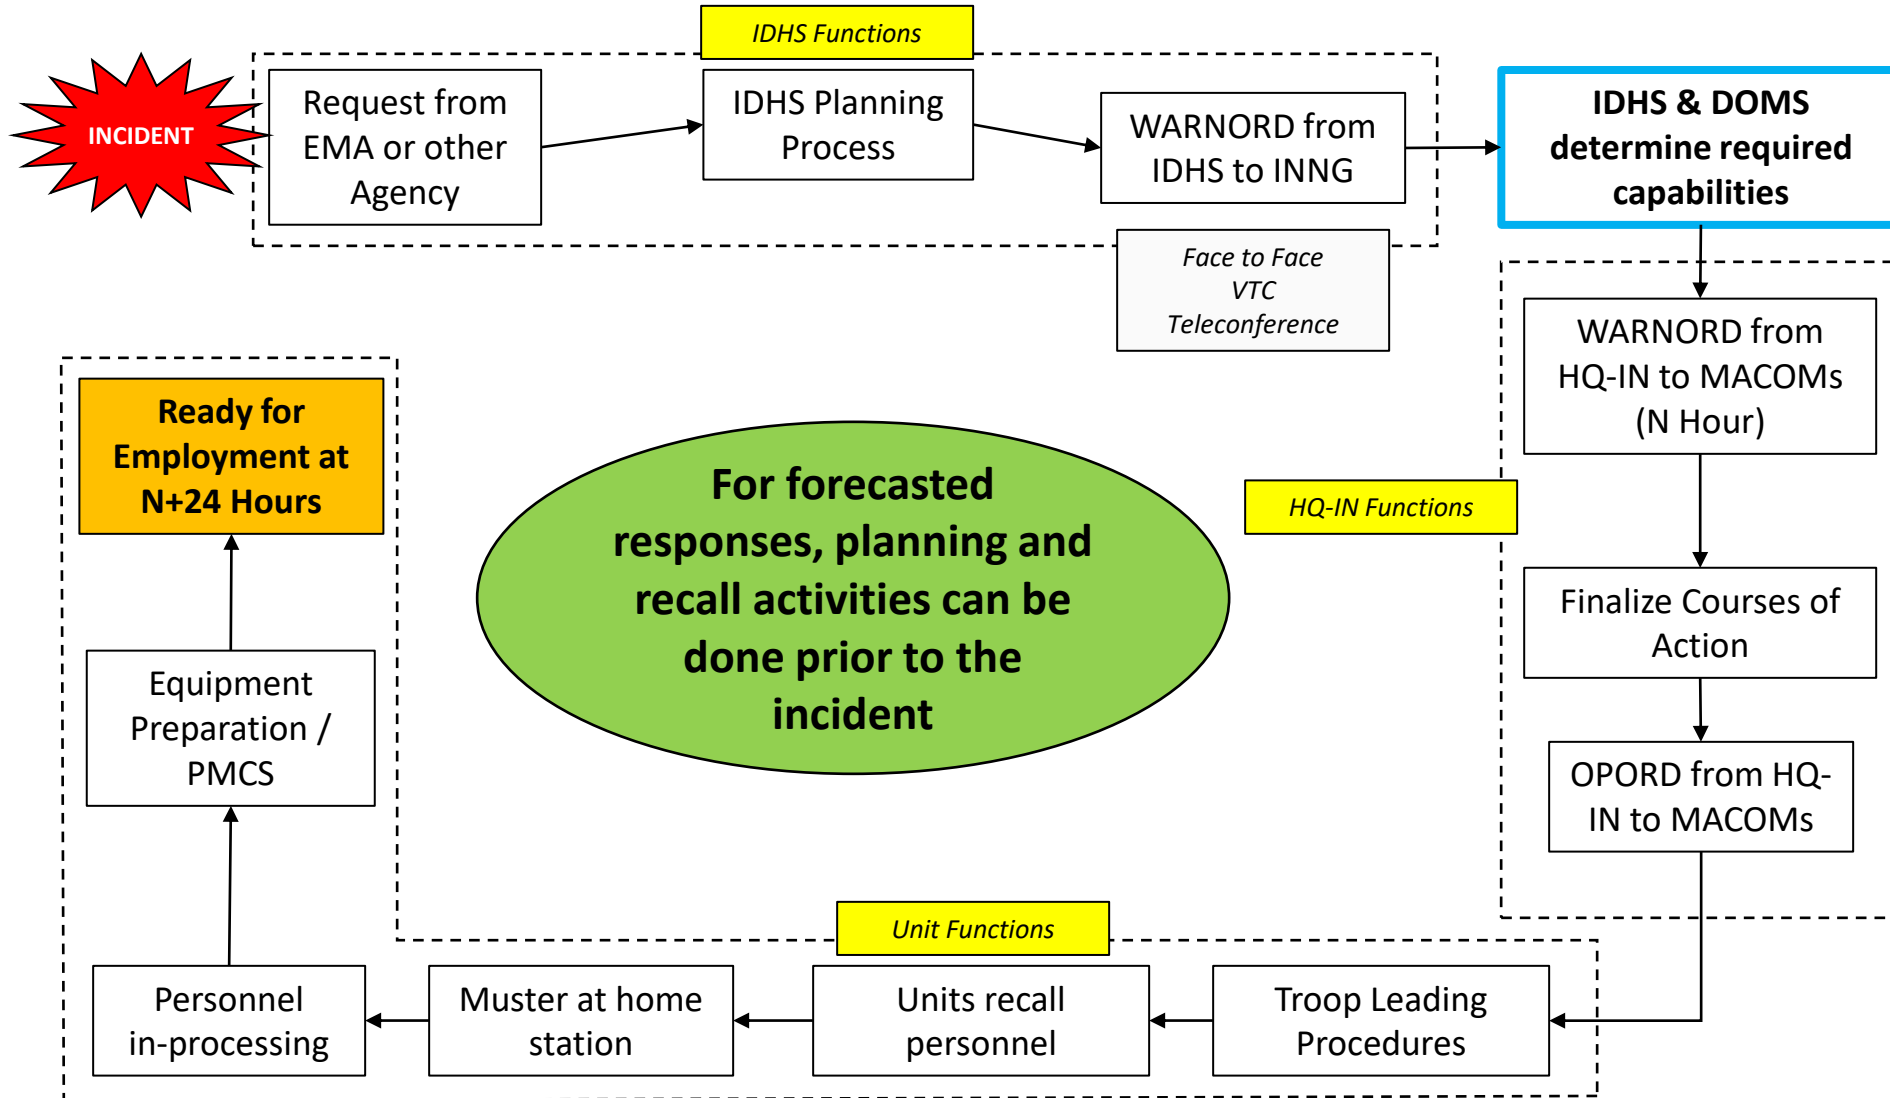 IDHS Functions
INCIDENT
Request from
EMA or other
Agency
IDHS Planning
Process
WARNORD from
IDHS to INNG
IDHS & DOMS
determine required
capabilities
Face to Face
VTC
Teleconference
WARNORD from
HQ-IN to MACOMs
(N Hour)
HQ-IN Functions
Finalize Courses of
Action
OPORD from HQ-
IN to MACOMs
For forecasted
responses, planning and
recall activities can be
done prior to the
incident
Unit Functions
Troop Leading
Procedures
Units recall
personnel
Muster at home
station
Personnel
in-processing
Equipment
Preparation /
PMCS
Ready for
Employment at
N+24 Hours